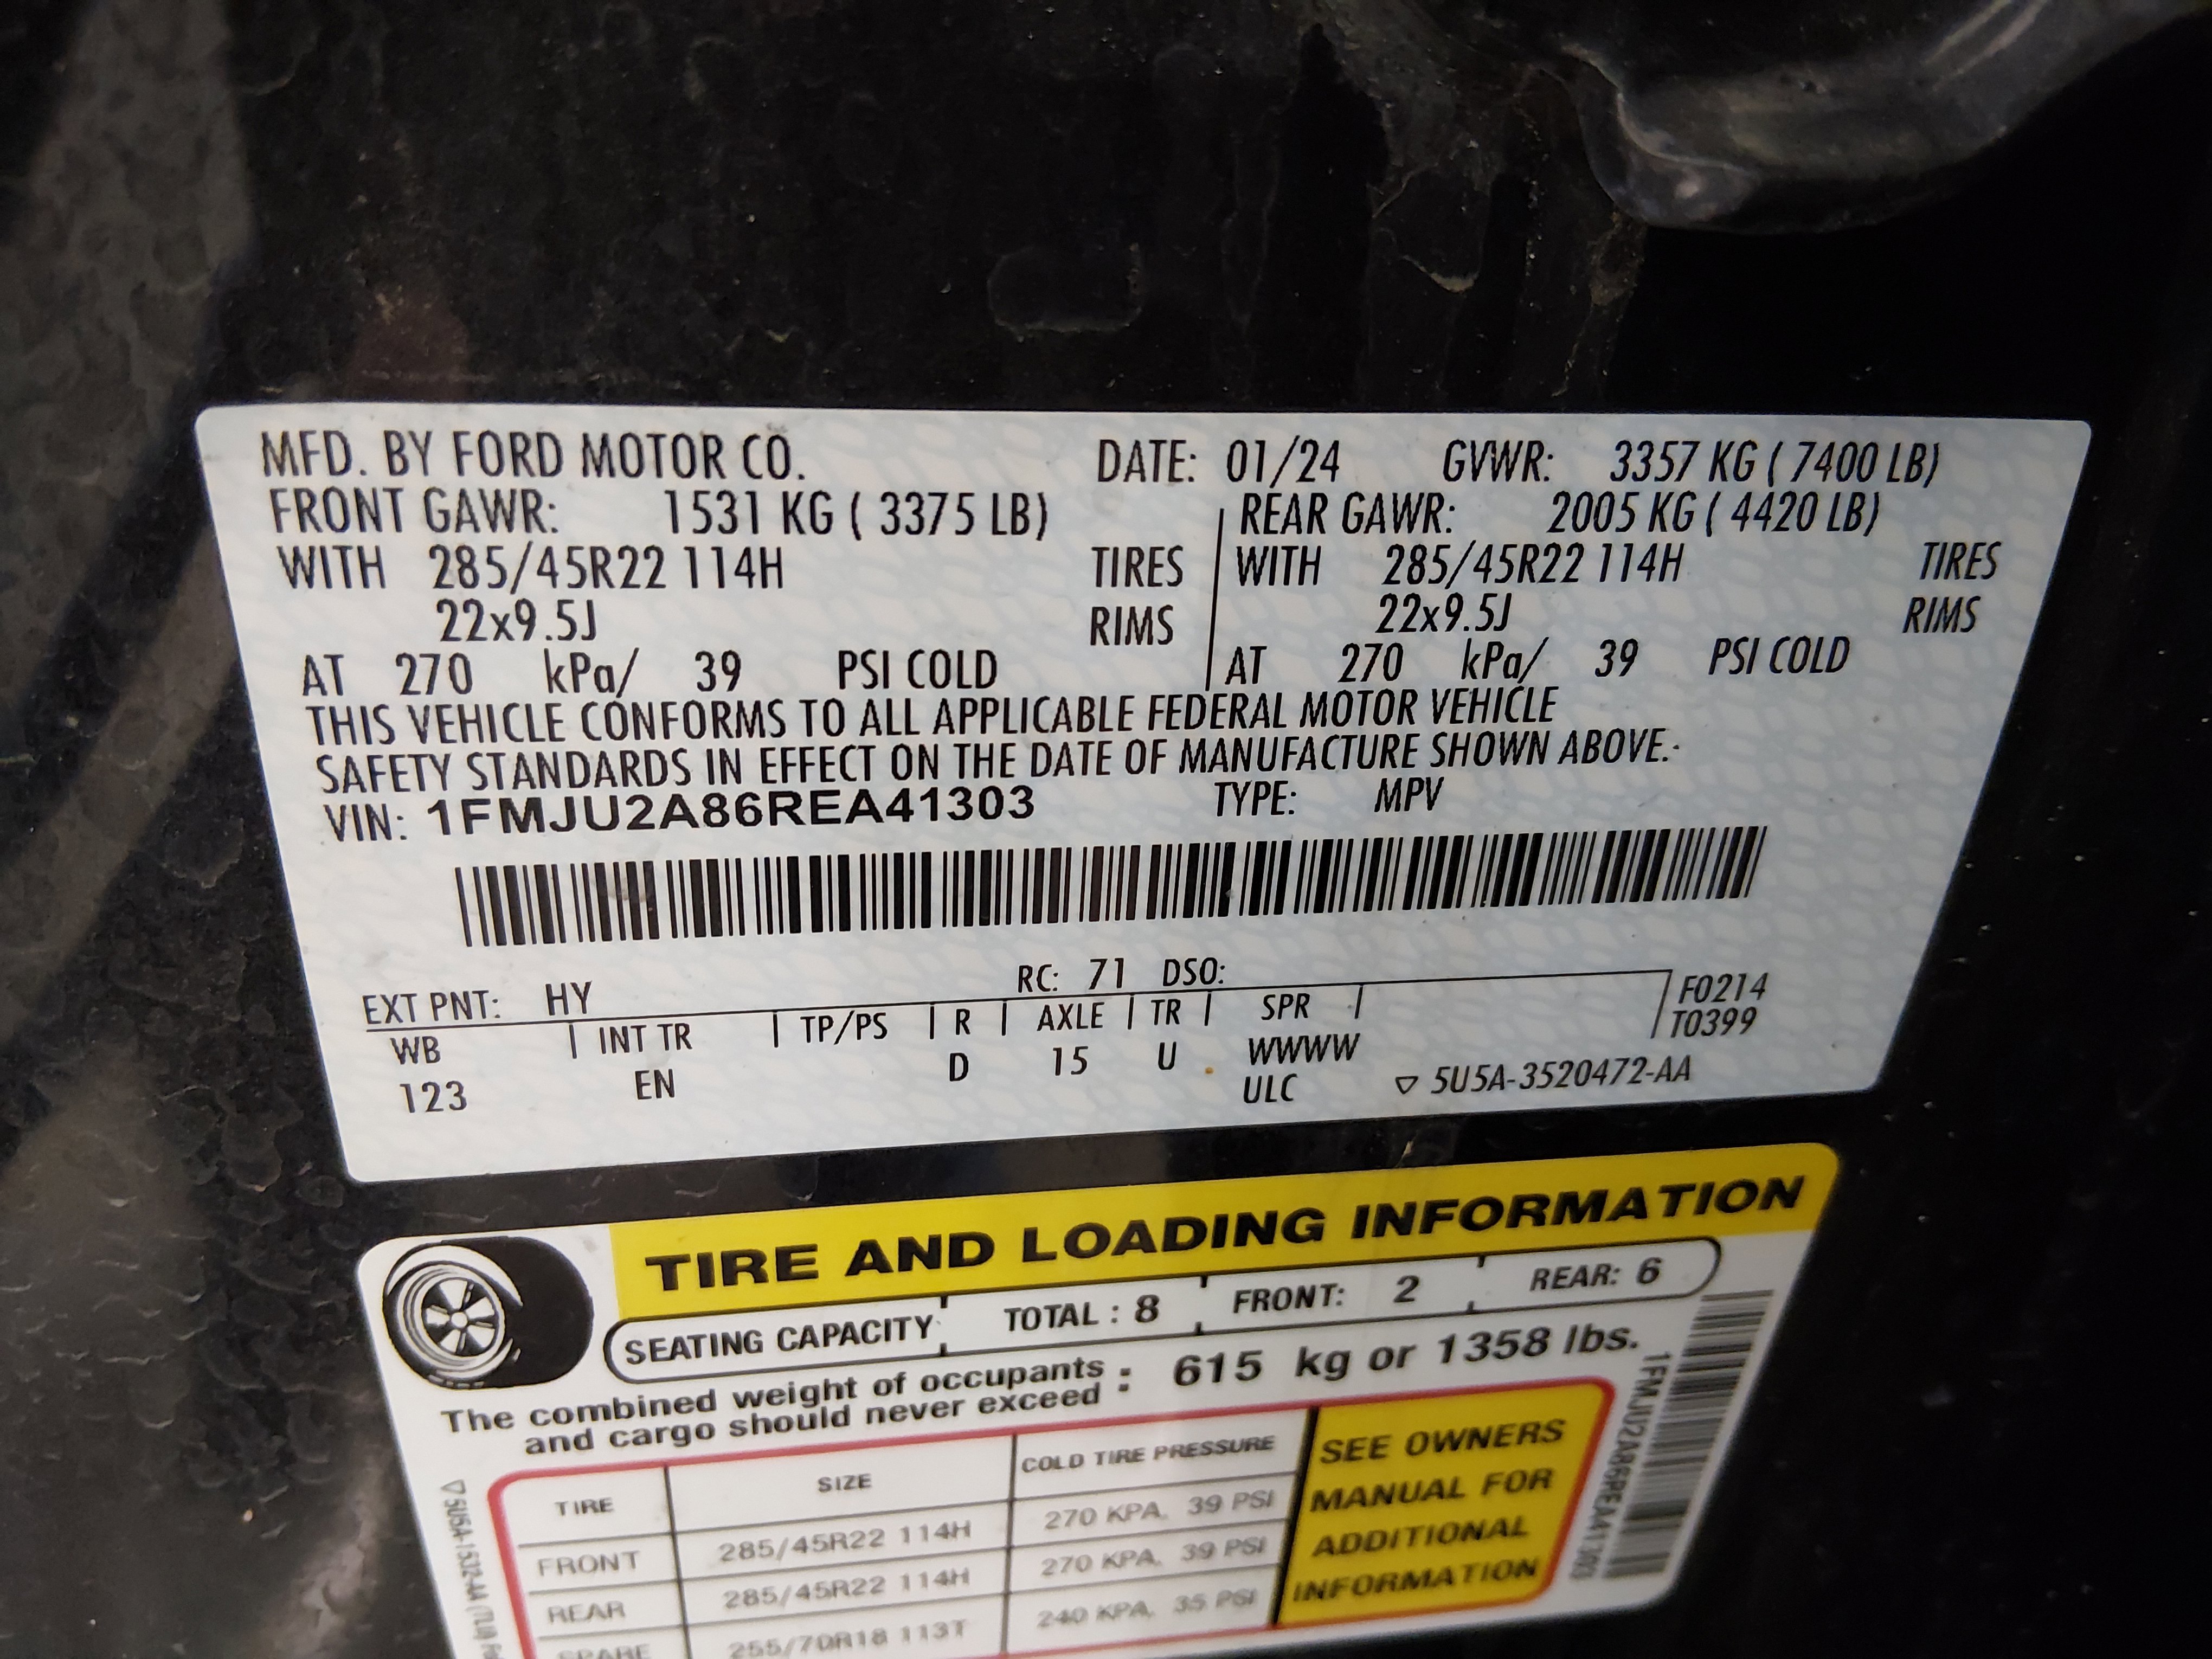 MFD. BY FORD MOTOR CO. DATE: 01/24 GVWR: 3357 KG ( 7400 LB)
FRONT GAWR: 1531 KG ( 3375 LB) REAR GAWR: 2005 KG ( 4420 LB)
WITH 285/45R22 114H TIRES WITH 285/45R22 114H TIRES
22x9.5J RIMS 22x9.5J RIMS
AT 270 kPa/ 39 PSI COLD AT 270 kPa/ 39 PSI COLD
THIS VEHICLE CONFORMS TO ALL APPLICABLE FEDERAL MOTOR VEHICLE
SAFETY STANDARDS IN EFFECT ON THE DATE OF MANUFACTURE SHOWN ABOVE.
VIN: 1FMJU2A86REA41303 TYPE: MPV
EXT PNT: HY RC: 71 DSO:
WB INT TR TP/PS R AXLE TR SPR F0214
T0399
123 EN D 15 U WWWW
ULC 5U5A-3520472-AA
TIRE AND LOADING INFORMATION
SEATING CAPACITY TOTAL : 8 FRONT: 2 REAR: 6
The combined weight of occupants
and cargo should never exceed : 615 kg or 1358 lbs.
TIRE SIZE COLD TIRE PRESSURE
FRONT 285/45R22 114H 270 KPA, 39 PSI
REAR 285/45R22 114H 270 KPA, 39 PSI
SPARE 255/70R18 113T 240 KPA, 35 PSI
SEE OWNERS
MANUAL FOR
ADDITIONAL
INFORMATION
1FMJU2A86REA41303